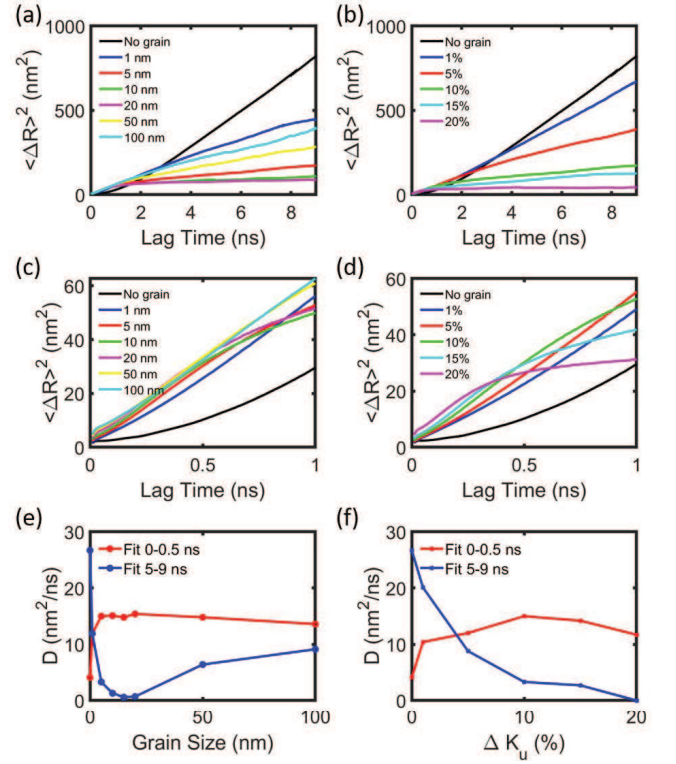 (a)
1000
500
0
<ΔR>² (nm²)
No grain
1 nm
5 nm
10 nm
20 nm
50 nm
100 nm
0 2 4 6 8
Lag Time (ns)
(b)
1000
500
0
<ΔR>² (nm²)
No grain
1%
5%
10%
15%
20%
0 2 4 6 8
Lag Time (ns)
(c)
60
40
20
0
<ΔR>² (nm²)
No grain
1 nm
5 nm
10 nm
20 nm
50 nm
100 nm
0 0.5 1
Lag Time (ns)
(d)
60
40
20
0
<ΔR>² (nm²)
No grain
1%
5%
10%
15%
20%
0 0.5 1
Lag Time (ns)
(e)
30
20
10
0
D (nm²/ns)
Fit 0-0.5 ns
Fit 5-9 ns
0 50 100
Grain Size (nm)
(f)
30
20
10
0
D (nm²/ns)
Fit 0-0.5 ns
Fit 5-9 ns
0 10 20
Δ Kᵤ (%)